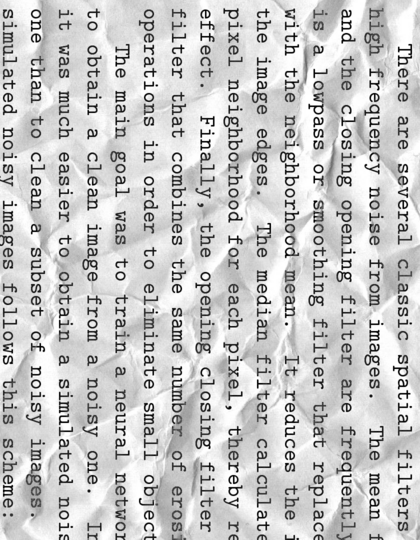 There are several classic spatial filters
high frequency noise from images. The mean f
and the closing opening filter are frequently
is a lowpass or smoothing filter that replace
with the neighborhood mean. It reduces the i
the image edges. The median filter calculate
pixel neighborhood for each pixel, thereby re
effect. Finally, the opening closing filter
filter that combines the same number of erosi
operations in order to eliminate small object
The main goal was to train a neural networ
to obtain a clean image from a noisy one. In
it was much easier to obtain a simulated nois
one than to clean a subset of noisy images.
simulated noisy images follows this scheme: